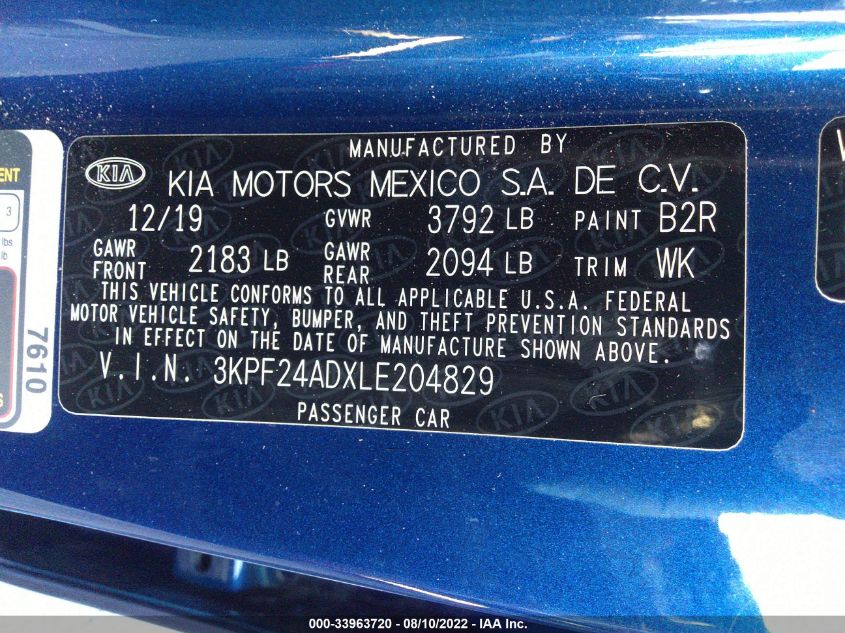 MANUFACTURED BY
KIA KIA MOTORS MEXICO S.A. DE C.V.
12/19 GVWR 3792 LB PAINT B2R
GAWR FRONT 2183 LB GAWR REAR 2094 LB TRIM WK
THIS VEHICLE CONFORMS TO ALL APPLICABLE U.S.A. FEDERAL
MOTOR VEHICLE SAFETY, BUMPER, AND THEFT PREVENTION STANDARDS
IN EFFECT ON THE DATE OF MANUFACTURE SHOWN ABOVE.
V.I.N. 3KPF24ADXLE204829
PASSENGER CAR
3
lbs
7610
000-33963720 - 08/10/2022 - IAA Inc.